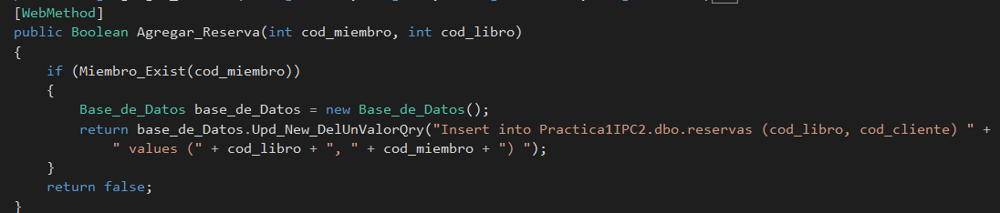 [WebMethod]
public Boolean Agregar_Reserva(int cod_miembro, int cod_libro)
{
if (Miembro_Exist(cod_miembro))
{
Base_de_Datos base_de_Datos = new Base_de_Datos();
return base_de_Datos.Upd_New_DelUnValorQry("Insert into Practica1IPC2.dbo.reservas (cod_libro, cod_cliente) " +
" values (" + cod_libro + ", " + cod_miembro + ") ");
}
return false;
}